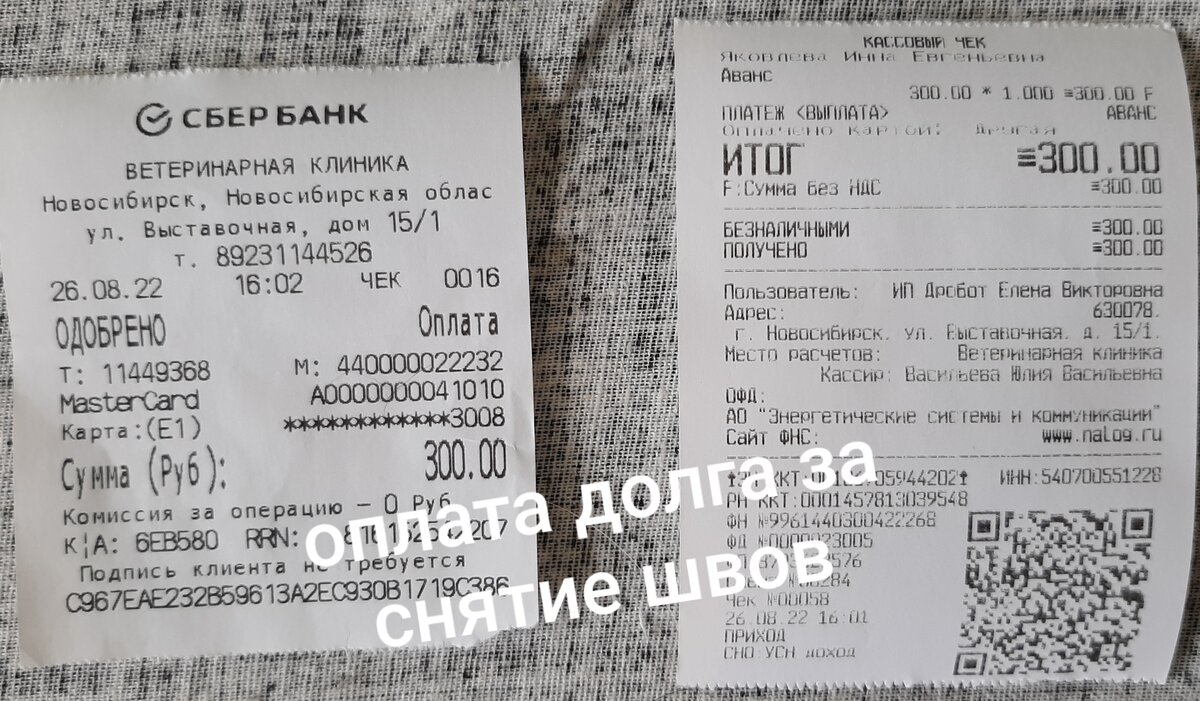 СБЕР БАНК
ВЕТЕРИНАРНАЯ КЛИНИКА
Новосибирск, Новосибирская облас
ул. Выставочная, дом 15/1
т. 89231144526
26.08.22 16:02 ЧЕК 0016
ОДОБРЕНО Оплата
Т: 11449368 М: 440000022232
MasterCard A0000000041010
Карта:(E1) ************3008
Сумма (Руб): 300.00
Комиссия за операцию – 0 Руб
К¦А: 6EB580 RRN:
Подпись клиента не требуется
C967EAE232B59613A2EC930B1719C386
КАССОВЫЙ ЧЕК
Яковлева Инна Евгеньевна
Аванс
300.00 * 1.000 =300.00 F
ПЛАТЕЖ <ВЫПЛАТА> АВАНС
Оплачено картой: Другая
ИТОГ =300.00
F:Сумма без НДС =300.00
БЕЗНАЛИЧНЫМИ =300.00
ПОЛУЧЕНО =300.00
Пользователь: ИП Дробот Елена Викторовна
Адрес: 630078.
г. Новосибирск. ул. Выставочная. д. 15/1.
Место расчетов: Ветеринарная клиника
Кассир: Васильева Юлия Васильевна
ОФД:
АО "Энергетические системы и коммуникации"
Сайт ФНС: www.nalog.ru
ККТ: ИНН:540700551228
РН ККТ:0001457813039548
ФН №9961440300422268
ФД №0000023005
Чек №00058
26.08.22 16:01
ПРИХОД
СНО:УСН доход
оплата долга за
снятие швов